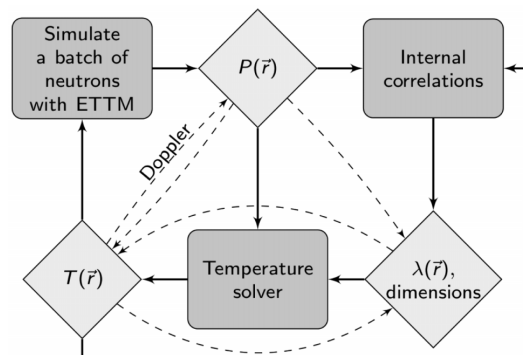 Simulate
a batch of
neutrons
with ETTM
P(r⃗)
Internal
correlations
Doppler
T(r⃗)
Temperature
solver
λ(r⃗),
dimensions